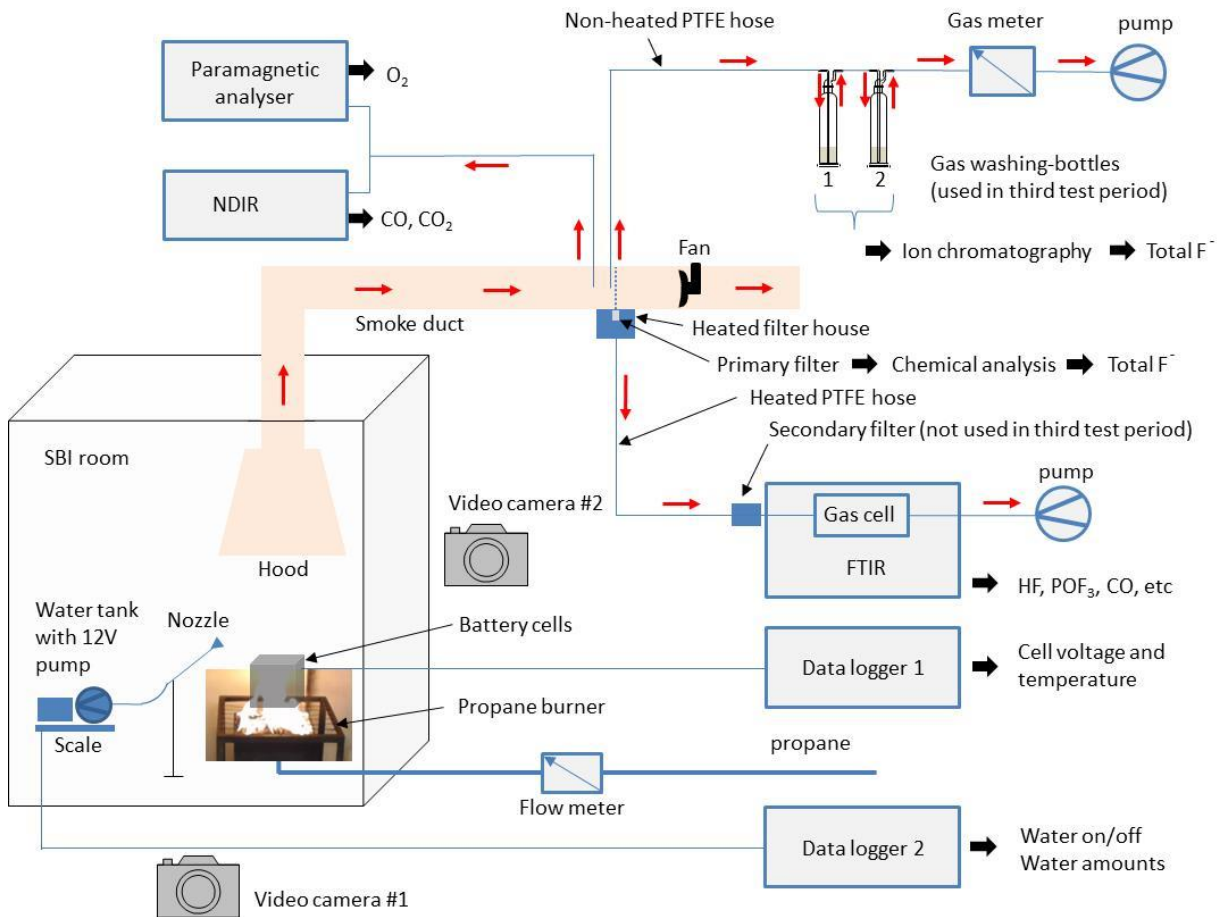 Non-heated PTFE hose
Gas meter
pump
Paramagnetic
analyser
O₂
NDIR
CO, CO₂
1
2
Gas washing-bottles
(used in third test period)
Ion chromatography
Total F⁻
Fan
Smoke duct
Heated filter house
Primary filter
Chemical analysis
Total F⁻
Heated PTFE hose
Secondary filter (not used in third test period)
SBI room
Hood
Video camera #2
pump
Gas cell
FTIR
HF, POF₃, CO, etc
Water tank
with 12V
pump
Nozzle
Scale
Battery cells
Propane burner
Data logger 1
Cell voltage and
temperature
propane
Flow meter
Data logger 2
Water on/off
Water amounts
Video camera #1